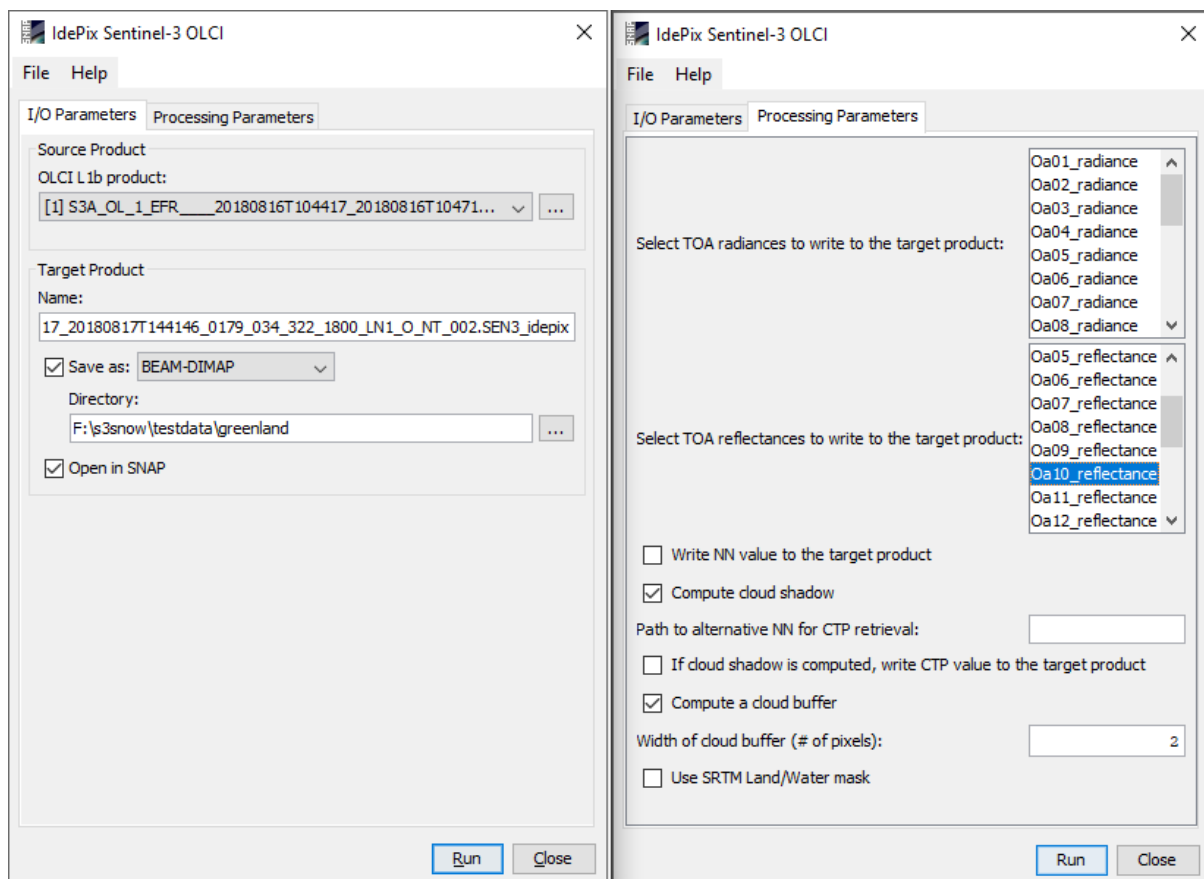 IdePix Sentinel-3 OLCI
File Help
I/O Parameters Processing Parameters
Source Product
OLCI L1b product:
[1] S3A_OL_1_EFR____20180816T104417_20180816T10471... ...
Target Product
Name:
17_20180817T144146_0179_034_322_1800_LN1_O_NT_002.SEN3_idepix
Save as: BEAM-DIMAP
Directory:
F:\s3snow\testdata\greenland ...
Open in SNAP
Run Close
IdePix Sentinel-3 OLCI
File Help
I/O Parameters Processing Parameters
Select TOA radiances to write to the target product:
Oa01_radiance
Oa02_radiance
Oa03_radiance
Oa04_radiance
Oa05_radiance
Oa06_radiance
Oa07_radiance
Oa08_radiance
Select TOA reflectances to write to the target product:
Oa05_reflectance
Oa06_reflectance
Oa07_reflectance
Oa08_reflectance
Oa09_reflectance
Oa10_reflectance
Oa11_reflectance
Oa12_reflectance
Write NN value to the target product
Compute cloud shadow
Path to alternative NN for CTP retrieval:
If cloud shadow is computed, write CTP value to the target product
Compute a cloud buffer
Width of cloud buffer (# of pixels): 2
Use SRTM Land/Water mask
Run Close